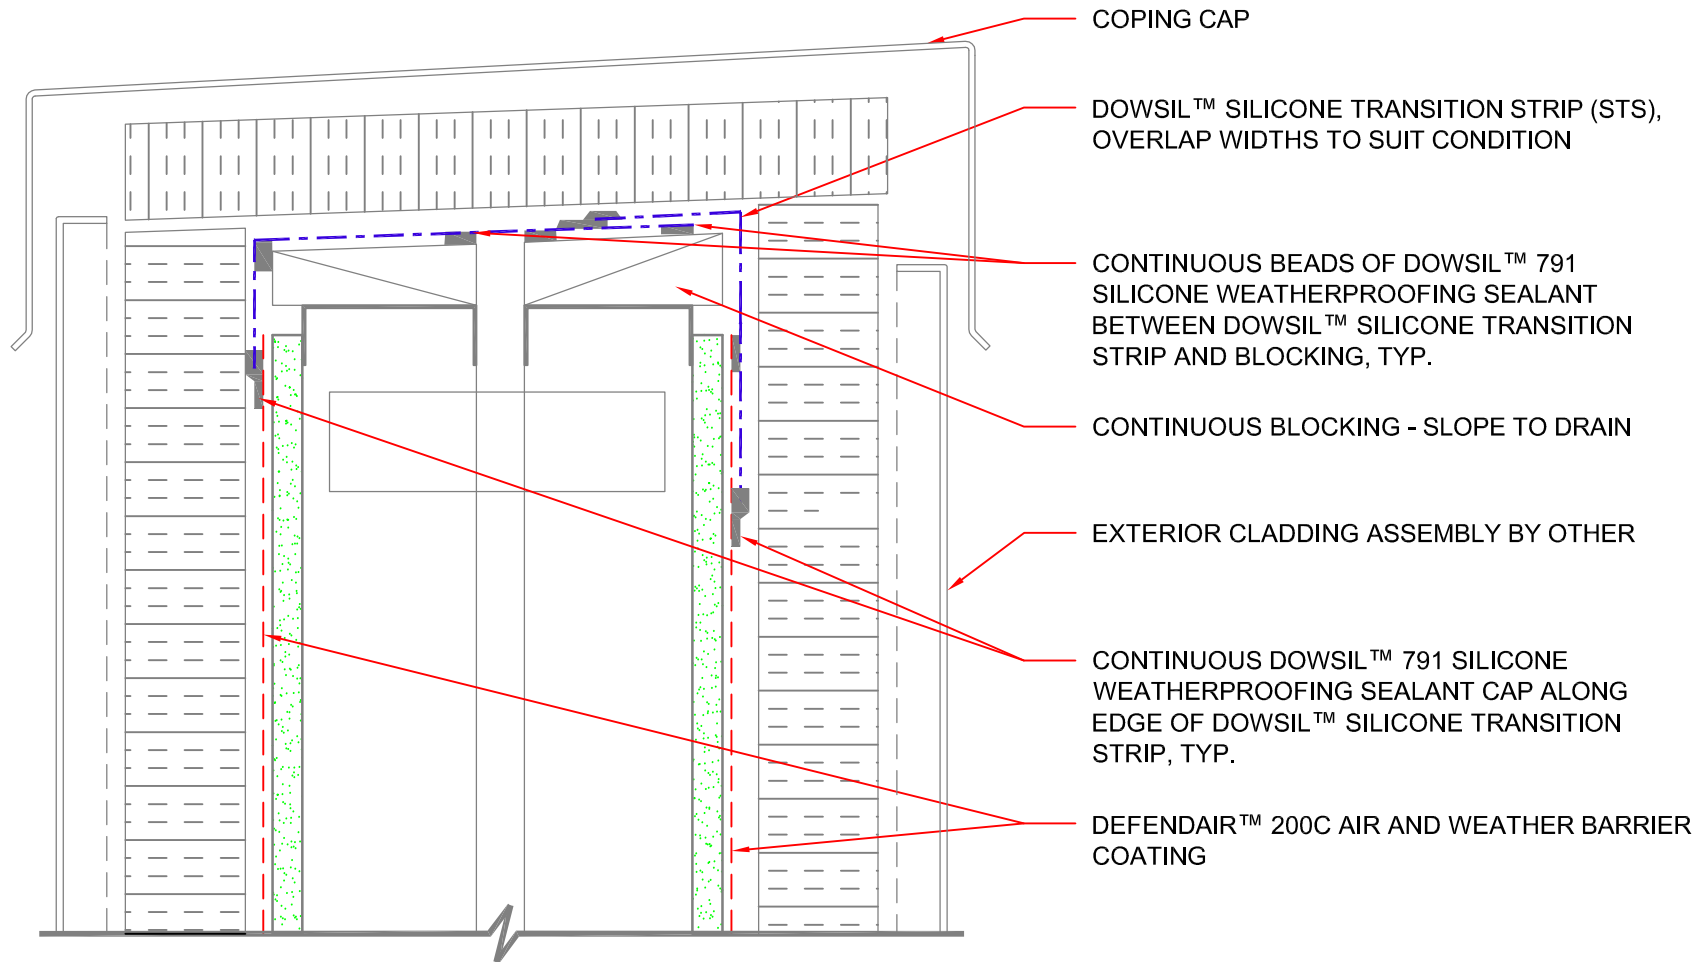 COPING CAP
DOWSIL™ SILICONE TRANSITION STRIP (STS),
OVERLAP WIDTHS TO SUIT CONDITION
CONTINUOUS BEADS OF DOWSIL™ 791
SILICONE WEATHERPROOFING SEALANT
BETWEEN DOWSIL™ SILICONE TRANSITION
STRIP AND BLOCKING, TYP.
CONTINUOUS BLOCKING - SLOPE TO DRAIN
EXTERIOR CLADDING ASSEMBLY BY OTHER
CONTINUOUS DOWSIL™ 791 SILICONE
WEATHERPROOFING SEALANT CAP ALONG
EDGE OF DOWSIL™ SILICONE TRANSITION
STRIP, TYP.
DEFENDAIR™ 200C AIR AND WEATHER BARRIER
COATING